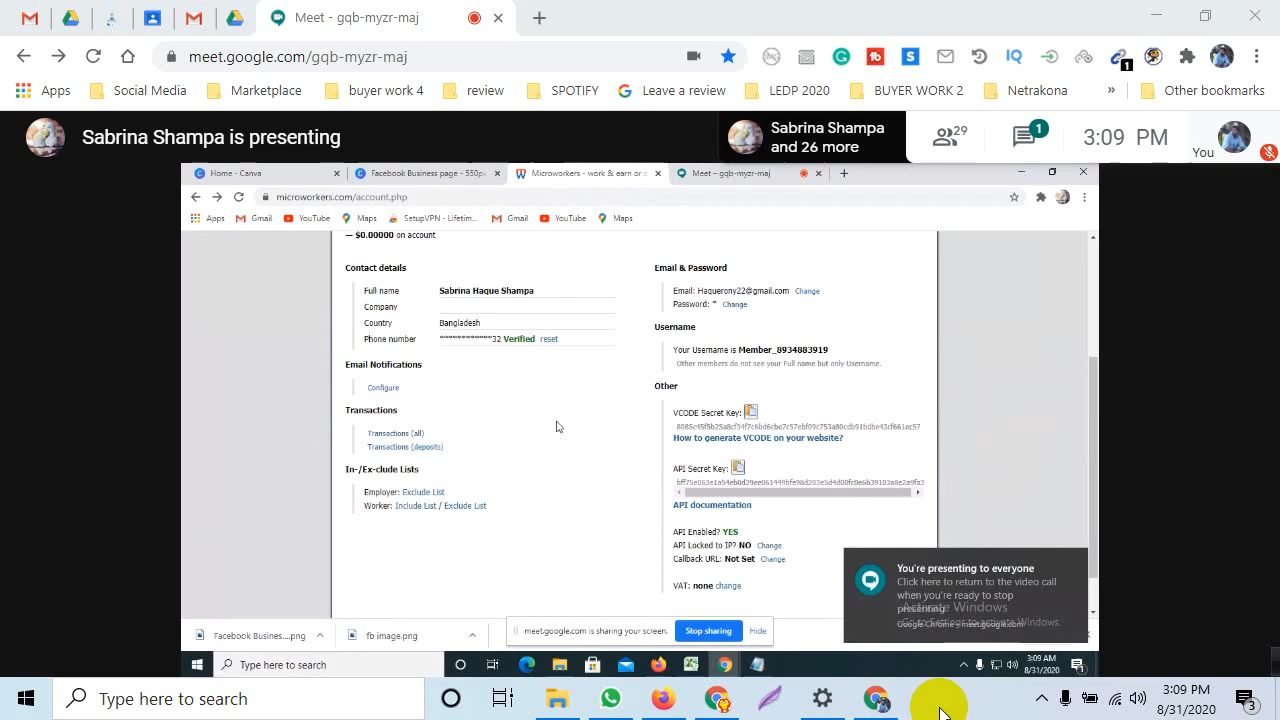 Meet - gqb-myzr-maj
meet.google.com/gqb-myzr-maj
1
Apps Social Media Marketplace buyer work 4 review SPOTIFY Leave a review LEDP 2020 BUYER WORK 2 Netrakona » Other bookmarks
Sabrina Shampa is presenting
Sabrina Shampa
and 26 more
29
1
3:09 PM
You
Home - Canva
Facebook Business page - 550px
Microworkers - work & earn or o
Meet - gqb-myzr-maj
microworkers.com/account.php
Apps Gmail YouTube Maps SetupVPN - Lifetim... Gmail YouTube Maps
— $0.00000 on account
Contact details
Full name Sabrina Haque Shampa
Company
Country Bangladesh
Phone number ************32 Verified reset
Email Notifications
Configure
Transactions
Transactions (all)
Transactions (deposits)
In-/Ex-clude Lists
Employer: Exclude List
Worker: Include List / Exclude List
Email & Password
Email: Haquerony22@gmail.com Change
Password: * Change
Username
Your Username is Member_8934883919
Other members do not see your Full name but only Username.
Other
VCODE Secret Key:
How to generate VCODE on your website?
API Secret Key:
API documentation
API Enabled? YES
API Locked to IP? NO Change
Callback URL: Not Set Change
VAT: none change
You're presenting to everyone
Click here to return to the video call
when you're ready to stop
presenting
Google Chrome • meet.google.com
Activate Windows
Go to Settings to activate Windows.
Facebook Busines....png
fb image.png
meet.google.com is sharing your screen.
Stop sharing
Hide
Type here to search
3:09 AM
8/31/2020
1
Type here to search
3:09 PM
8/31/2020
3